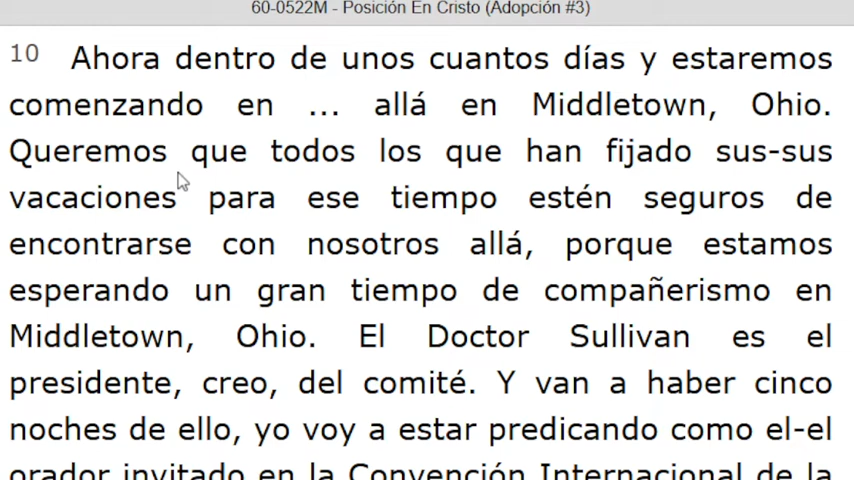 60-0522M - Posición En Cristo (Adopción #3)
10 Ahora dentro de unos cuantos días y estaremos
comenzando en ... allá en Middletown, Ohio.
Queremos que todos los que han fijado sus-sus
vacaciones para ese tiempo estén seguros de
encontrarse con nosotros allá, porque estamos
esperando un gran tiempo de compañerismo en
Middletown, Ohio. El Doctor Sullivan es el
presidente, creo, del comité. Y van a haber cinco
noches de ello, yo voy a estar predicando como el-el
orador invitado en la Convención Internacional de la